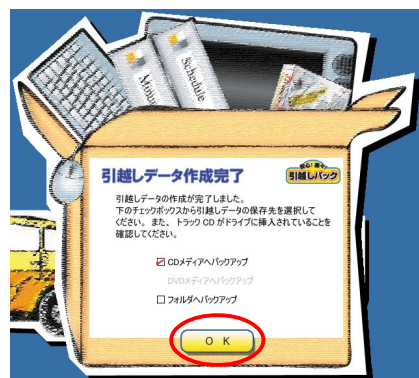 Schedule
引越しデータ作成完了
安心!簡単!
引越しパック
引越しデータの作成が完了しました。
下のチェックボックスから引越しデータの保存先を選択して
ください。また、トラック CD がドライブに挿入されていることを
確認してください。
CDメディアへバックアップ
DVDメディアへバックアップ
フォルダへバックアップ
OK